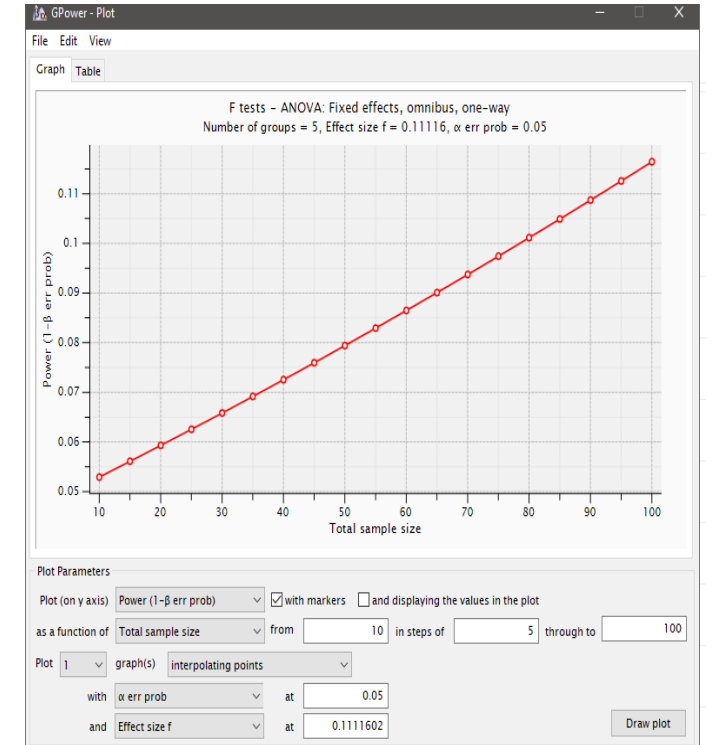 GPower - Plot
File Edit View
Graph Table
F tests - ANOVA: Fixed effects, omnibus, one-way
Number of groups = 5, Effect size f = 0.11116, α err prob = 0.05
Power (1-β err prob)
0.11
0.1
0.09
0.08
0.07
0.06
0.05
10 20 30 40 50 60 70 80 90 100
Total sample size
Plot Parameters
Plot (on y axis) Power (1-β err prob) with markers and displaying the values in the plot
as a function of Total sample size from 10 in steps of 5 through to 100
Plot 1 graph(s) interpolating points
with α err prob at 0.05
and Effect size f at 0.1111602
Draw plot